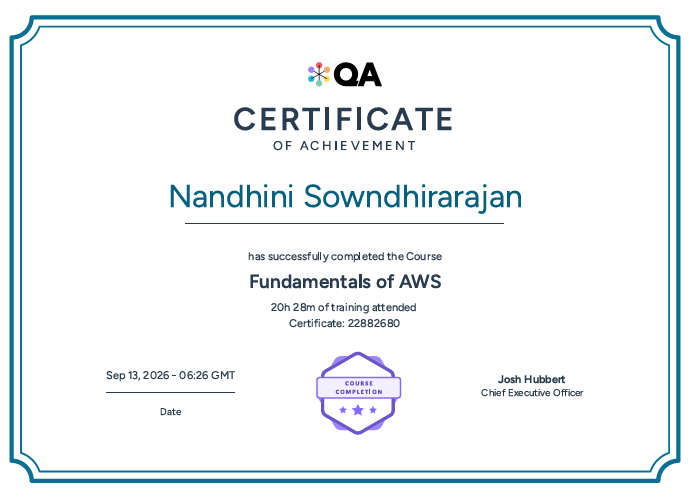 QA
CERTIFICATE
OF ACHIEVEMENT
Nandhini Sowndhirarajan
has successfully completed the Course
Fundamentals of AWS
20h 28m of training attended
Certificate: 22882680
Sep 13, 2026 - 06:26 GMT
Date
COURSE
COMPLETION
Josh Hubbert
Chief Executive Officer